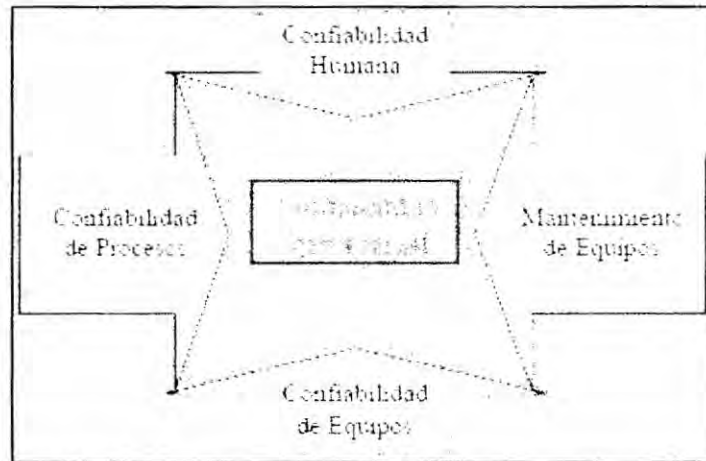 Confiabilidad
Humana
Confiabilidad
de Procesos
Mantenimiento
de Equipos
Confiabilidad
de Equipos